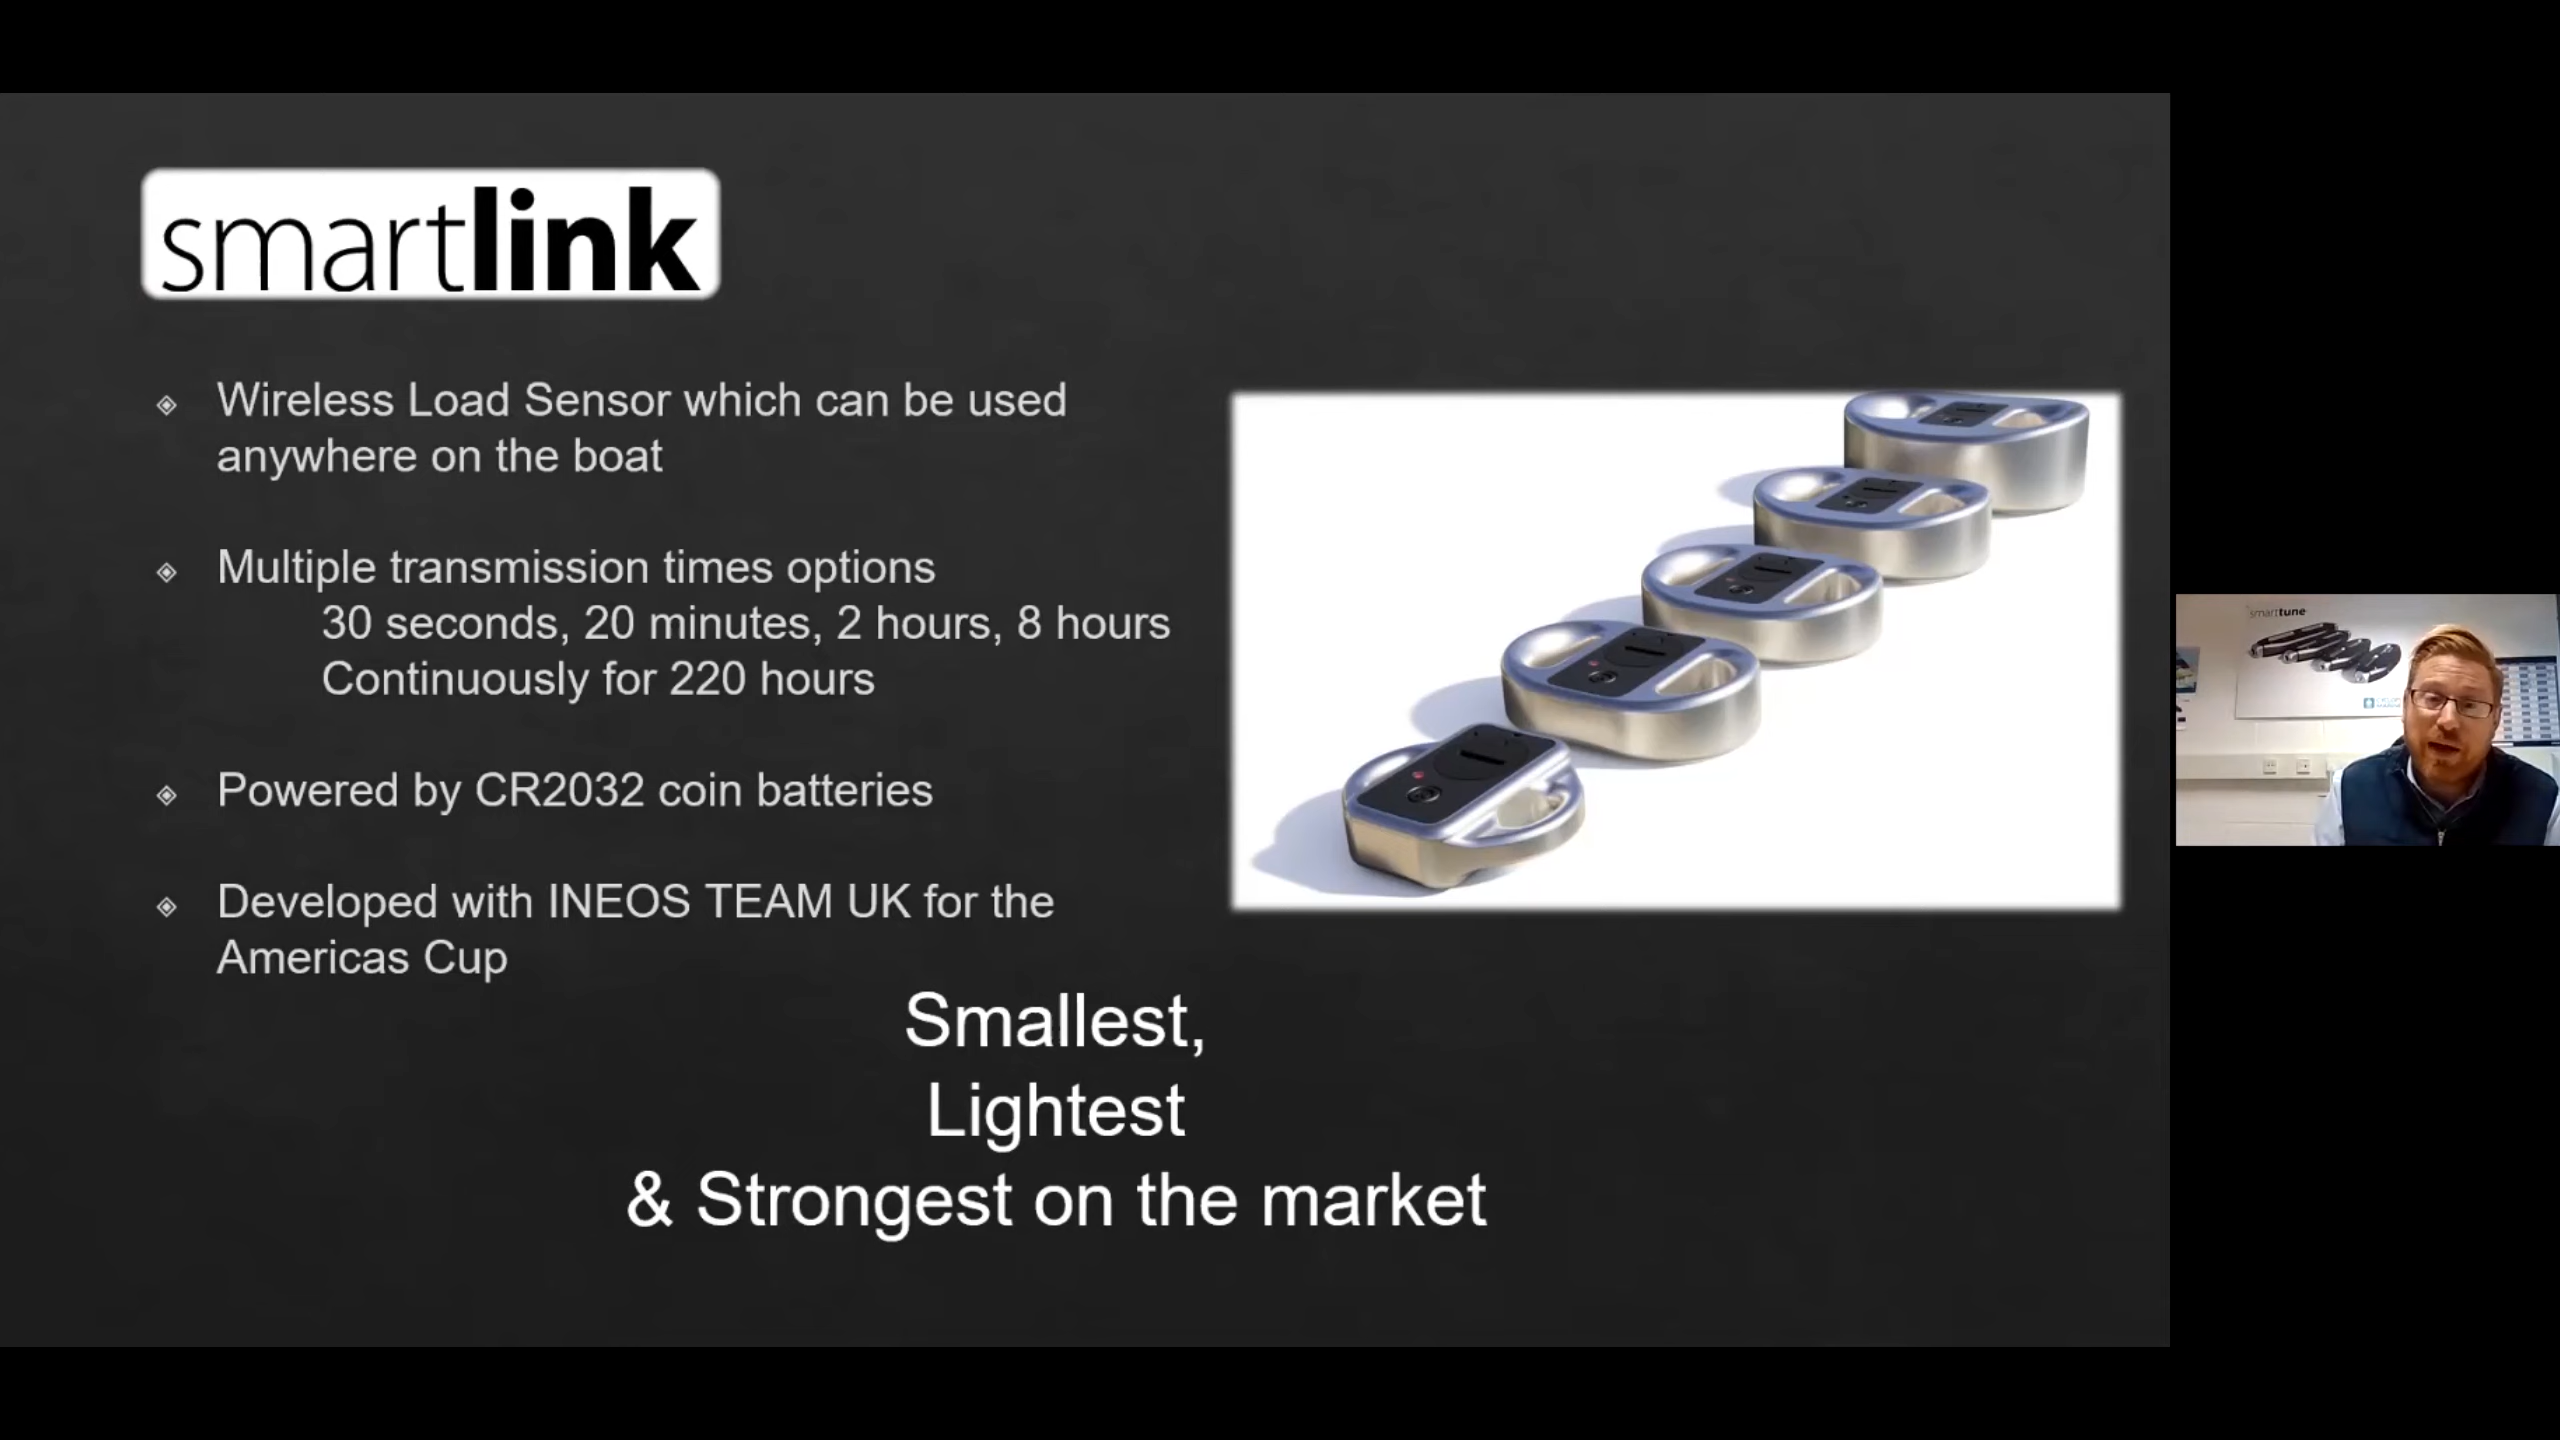 smartlink
Wireless Load Sensor which can be used
anywhere on the boat
Multiple transmission times options
30 seconds, 20 minutes, 2 hours, 8 hours
Continuously for 220 hours
Powered by CR2032 coin batteries
Developed with INEOS TEAM UK for the
Americas Cup
Smallest,
Lightest
& Strongest on the market
smarttune